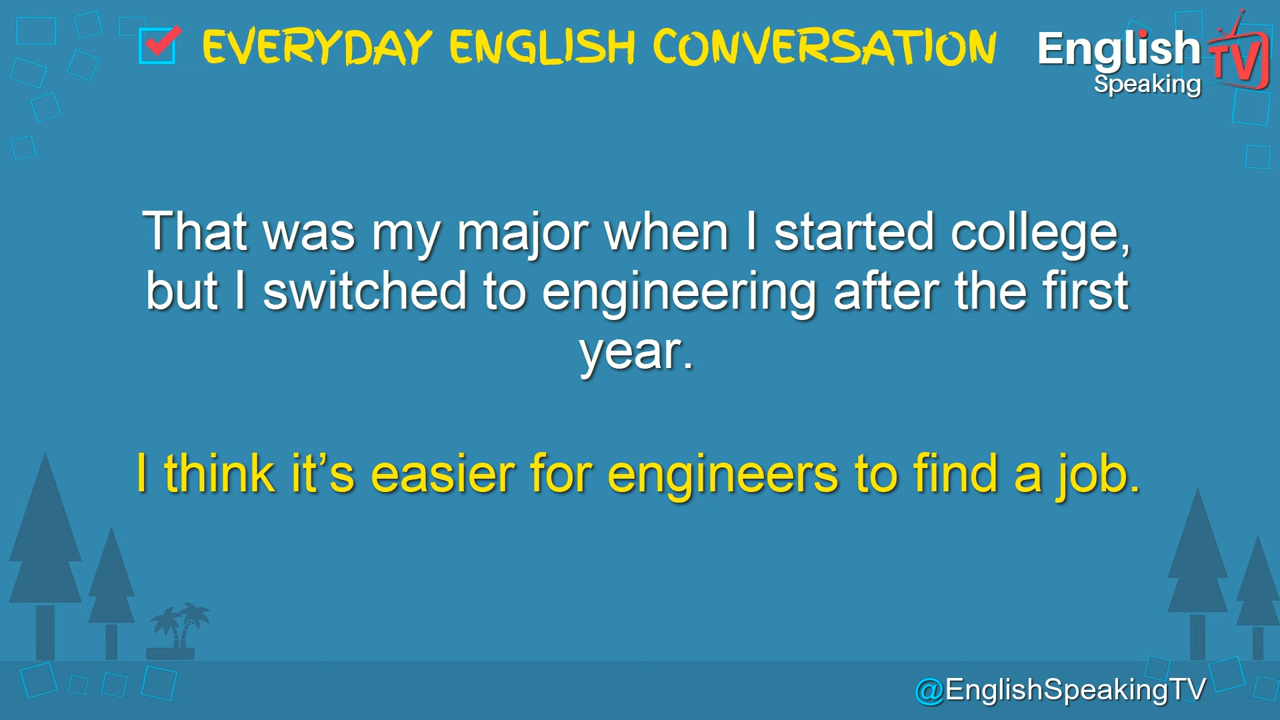 EVERYDAY ENGLISH CONVERSATION
English
Speaking
TV
That was my major when I started college,
but I switched to engineering after the first
year.
I think it’s easier for engineers to find a job.
@EnglishSpeakingTV